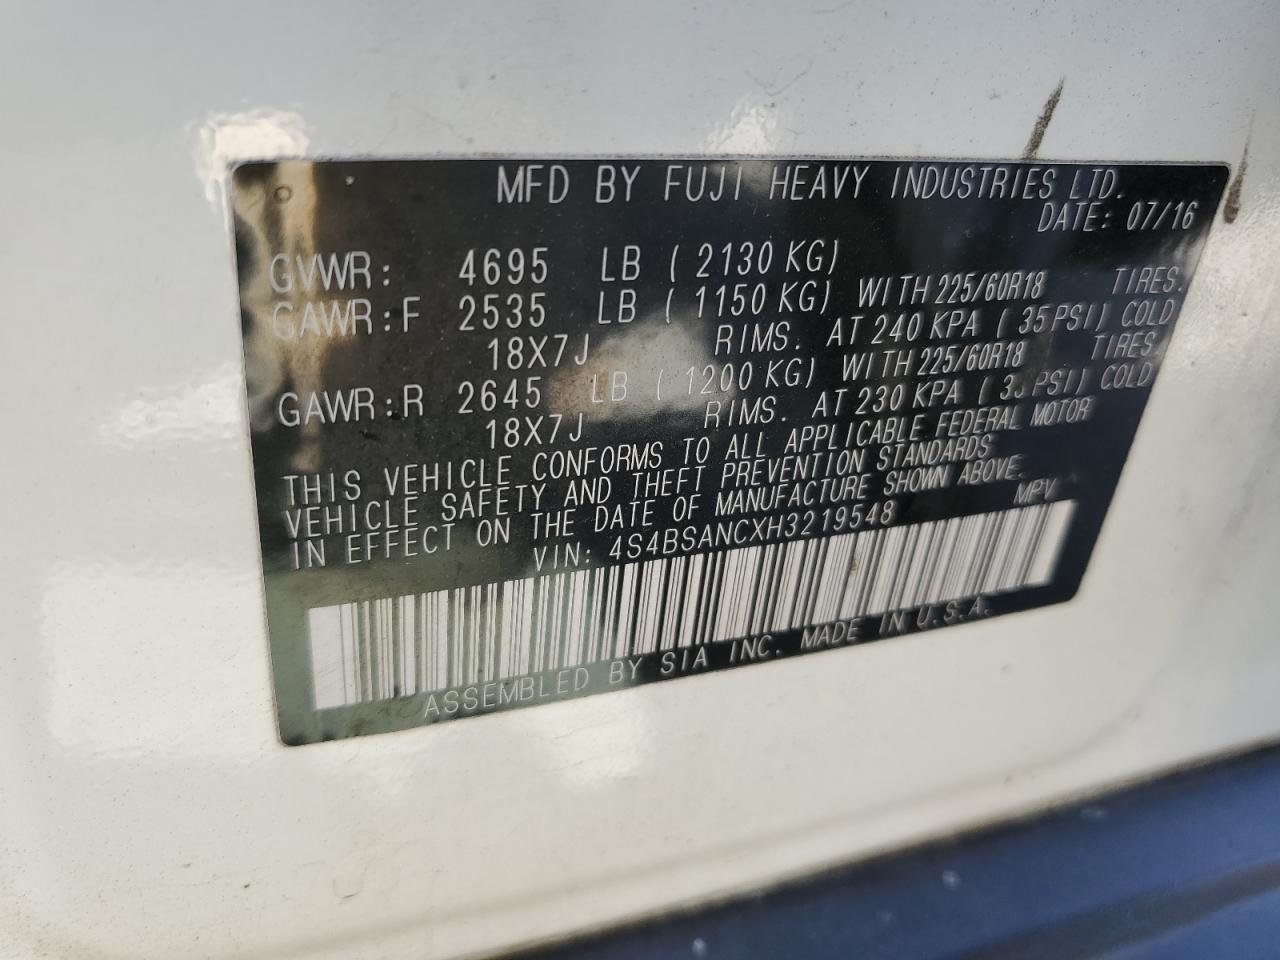 MFD BY FUJI HEAVY INDUSTRIES LTD.
DATE: 07/16
GVWR: 4695 LB (2130 KG)
GAWR:F 2535 LB (1150 KG) WITH 225/60R18 TIRES.
18X7J RIMS. AT 240 KPA (35PSI) COLD
GAWR:R 2645 LB (1200 KG) WITH 225/60R18 TIRES.
18X7J RIMS. AT 230 KPA PSI) COLD
THIS VEHICLE CONFORMS TO ALL APPLICABLE FEDERAL MOTOR
VEHICLE SAFETY AND THEFT PREVENTION STANDARDS
IN EFFECT ON THE DATE OF MANUFACTURE SHOWN ABOVE.
VIN: 4S4BSANCXH3219548 MPV
ASSEMBLED BY SIA INC. MADE IN U.S.A.